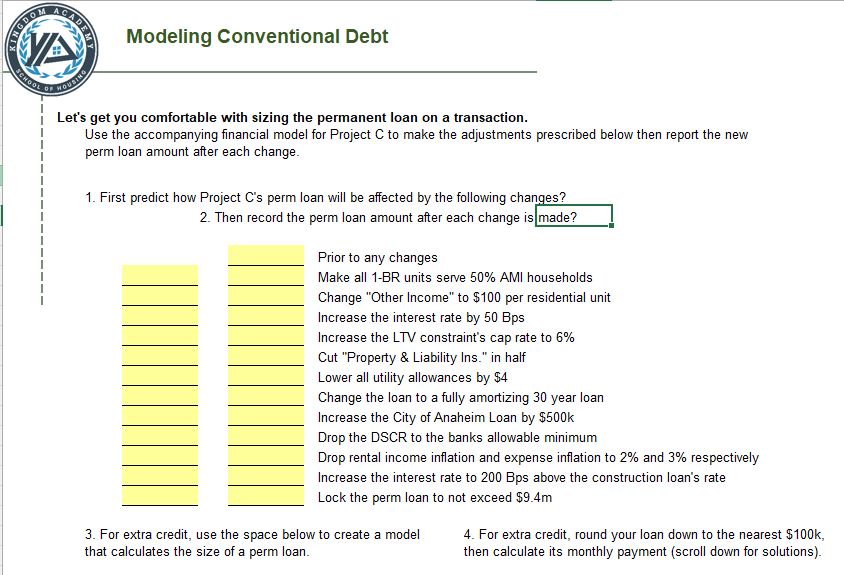 KINGDOM ACADEMY
SCHOOL OF HOUSING
Modeling Conventional Debt
Let's get you comfortable with sizing the permanent loan on a transaction.
Use the accompanying financial model for Project C to make the adjustments prescribed below then report the new
perm loan amount after each change.
1. First predict how Project C's perm loan will be affected by the following changes?
2. Then record the perm loan amount after each change is made?
Prior to any changes
Make all 1-BR units serve 50% AMI households
Change "Other Income" to $100 per residential unit
Increase the interest rate by 50 Bps
Increase the LTV constraint's cap rate to 6%
Cut "Property & Liability Ins." in half
Lower all utility allowances by $4
Change the loan to a fully amortizing 30 year loan
Increase the City of Anaheim Loan by $500k
Drop the DSCR to the banks allowable minimum
Drop rental income inflation and expense inflation to 2% and 3% respectively
Increase the interest rate to 200 Bps above the construction loan's rate
Lock the perm loan to not exceed $9.4m
3. For extra credit, use the space below to create a model
that calculates the size of a perm loan.
4. For extra credit, round your loan down to the nearest $100k,
then calculate its monthly payment (scroll down for solutions).